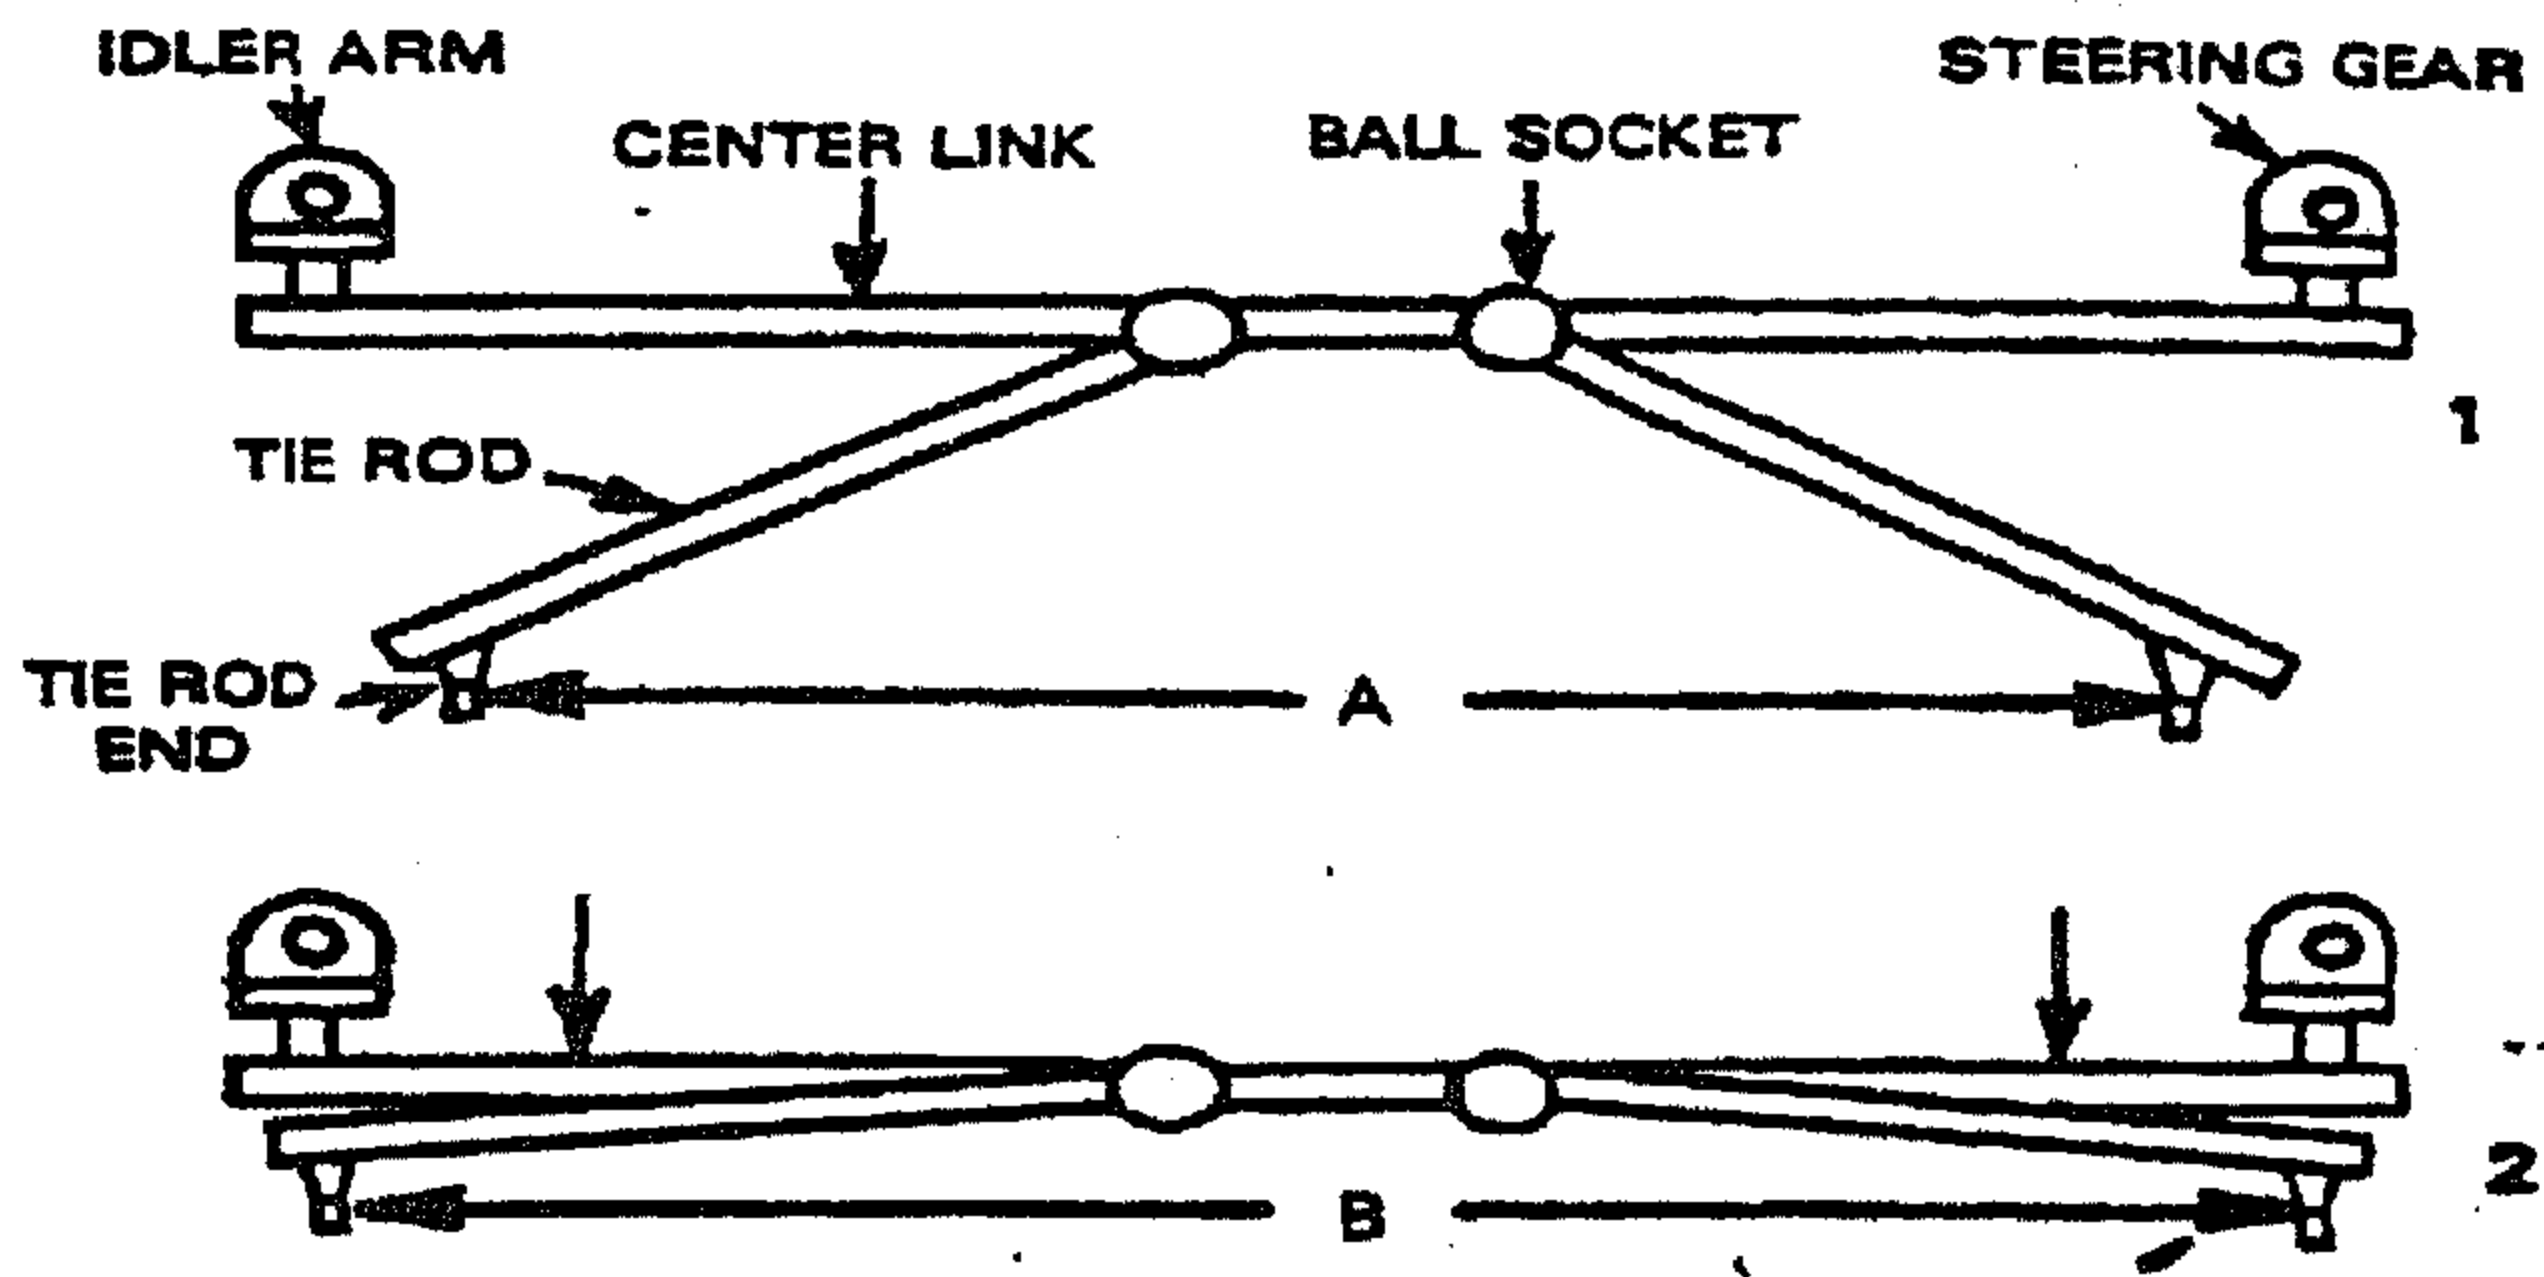 IDLER ARM
STEERING GEAR
CENTER LINK
BALL SOCKET
1
TIE ROD
TIE ROD
END
A
2
B